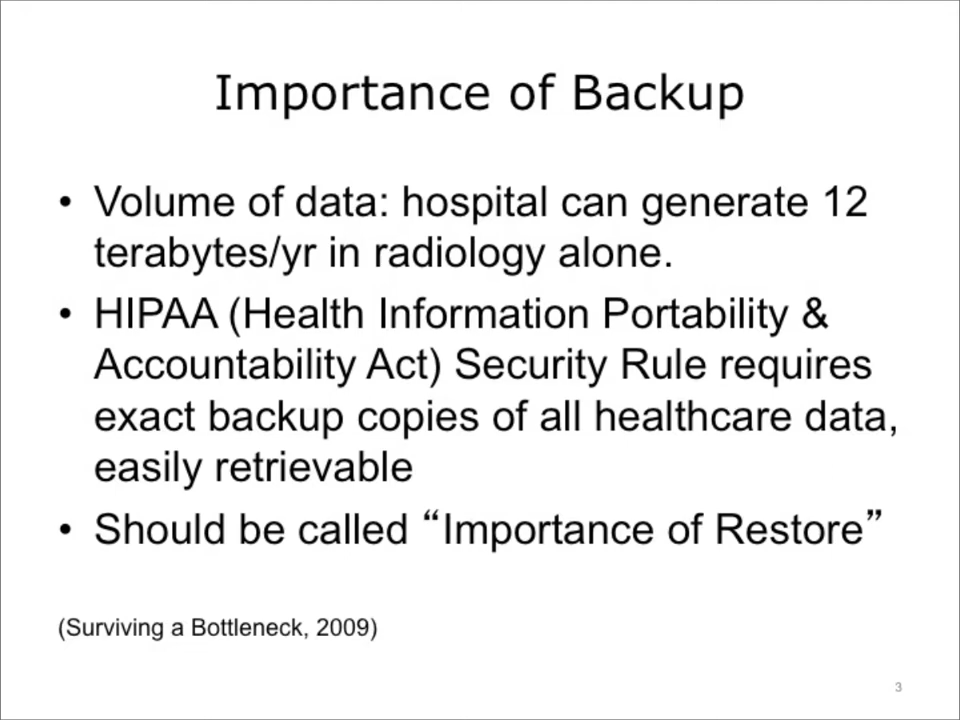 Importance of Backup
• Volume of data: hospital can generate 12
terabytes/yr in radiology alone.
• HIPAA (Health Information Portability &
Accountability Act) Security Rule requires
exact backup copies of all healthcare data,
easily retrievable
• Should be called “Importance of Restore”
(Surviving a Bottleneck, 2009)
3